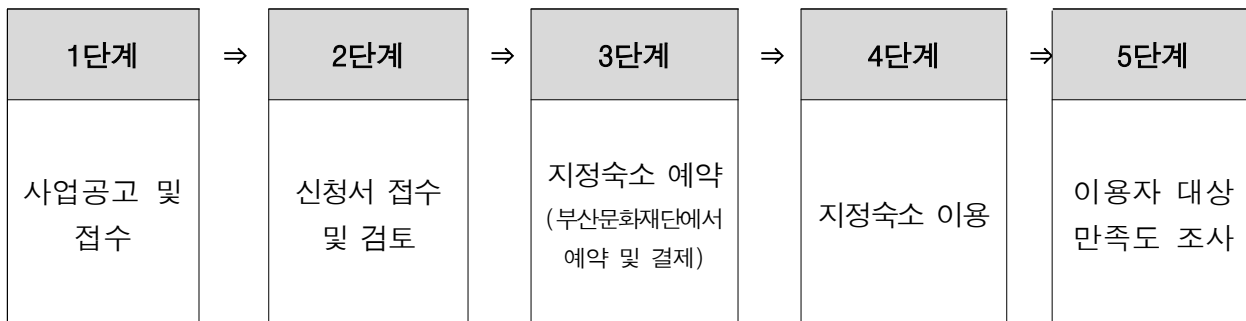 1단계 ⇒ 2단계 ⇒ 3단계 ⇒ 4단계 ⇒ 5단계
사업공고 및
접수
신청서 접수
및 검토
지정숙소 예약
(부산문화재단에서
예약 및 결제)
지정숙소 이용
이용자 대상
만족도 조사